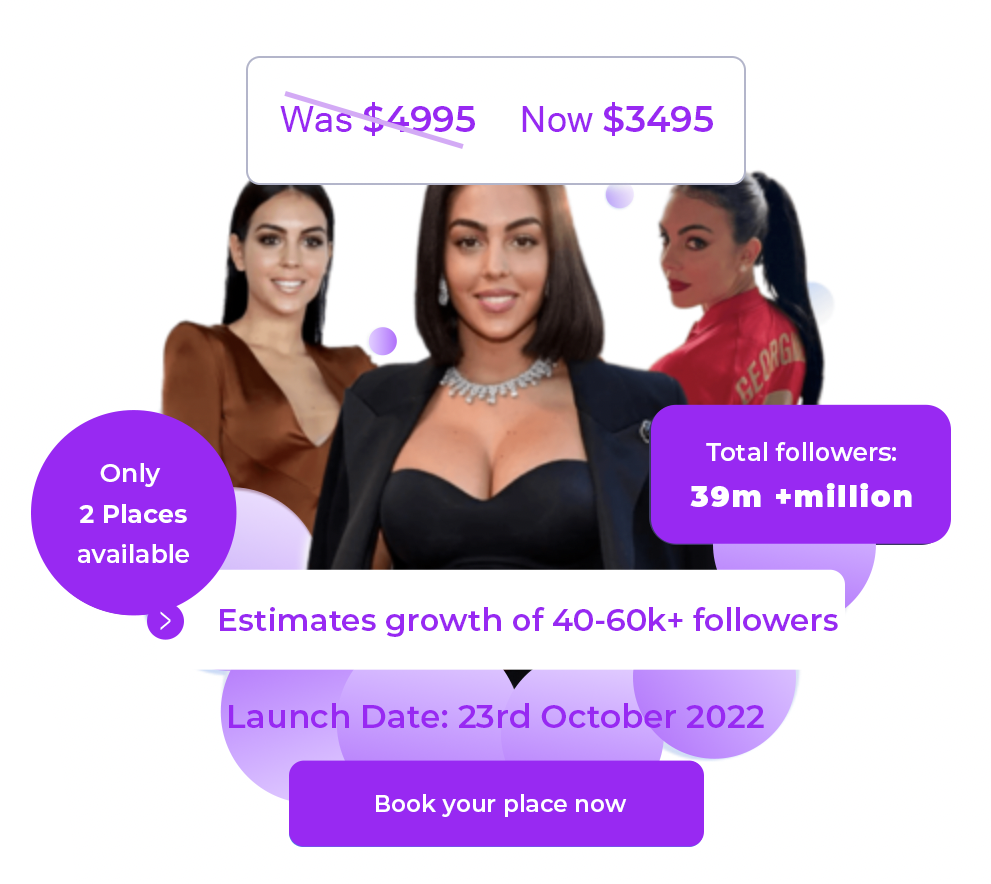 Was $4995 Now $3495
GEORGI
Only
2 Places
available
Total followers:
39m +million
Estimates growth of 40-60k+ followers
Launch Date: 23rd October 2022
Book your place now